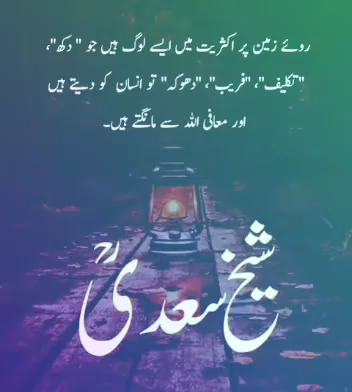 روئے زمین پر اکثریت میں ایسے لوگ ہیں جو " دکھ"،
"تکلیف"، "فریب"، "دھوکہ" تو انسان کو دیتے ہیں
اور معافی اللہ سے مانگتے ہیں۔
شیخ سعدیؒ